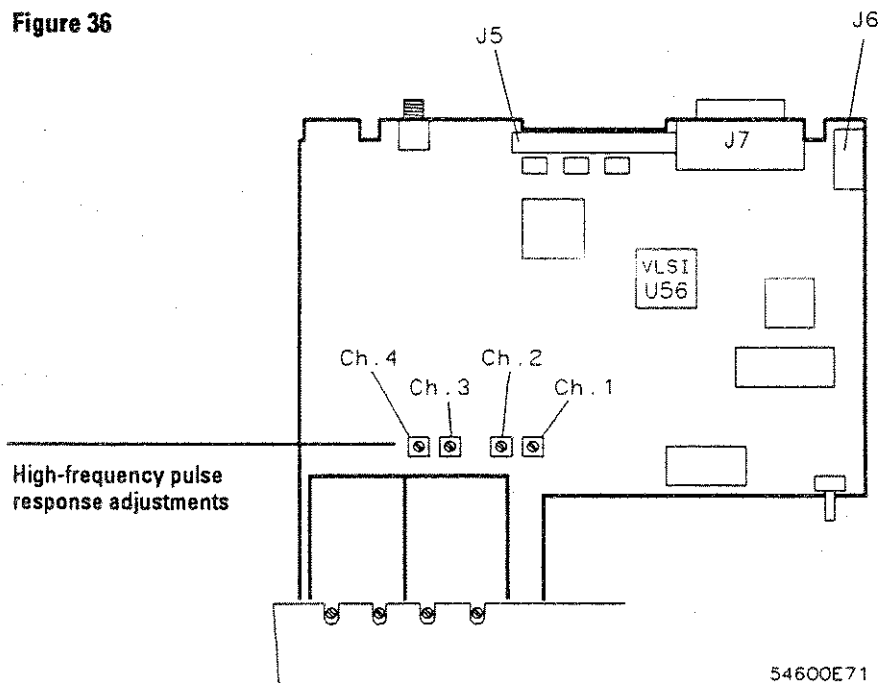 Figure 36
J5
J6
J7
VLSI
U56
Ch.4
Ch.3
Ch.2
Ch.1
High-frequency pulse
response adjustments
54600E71